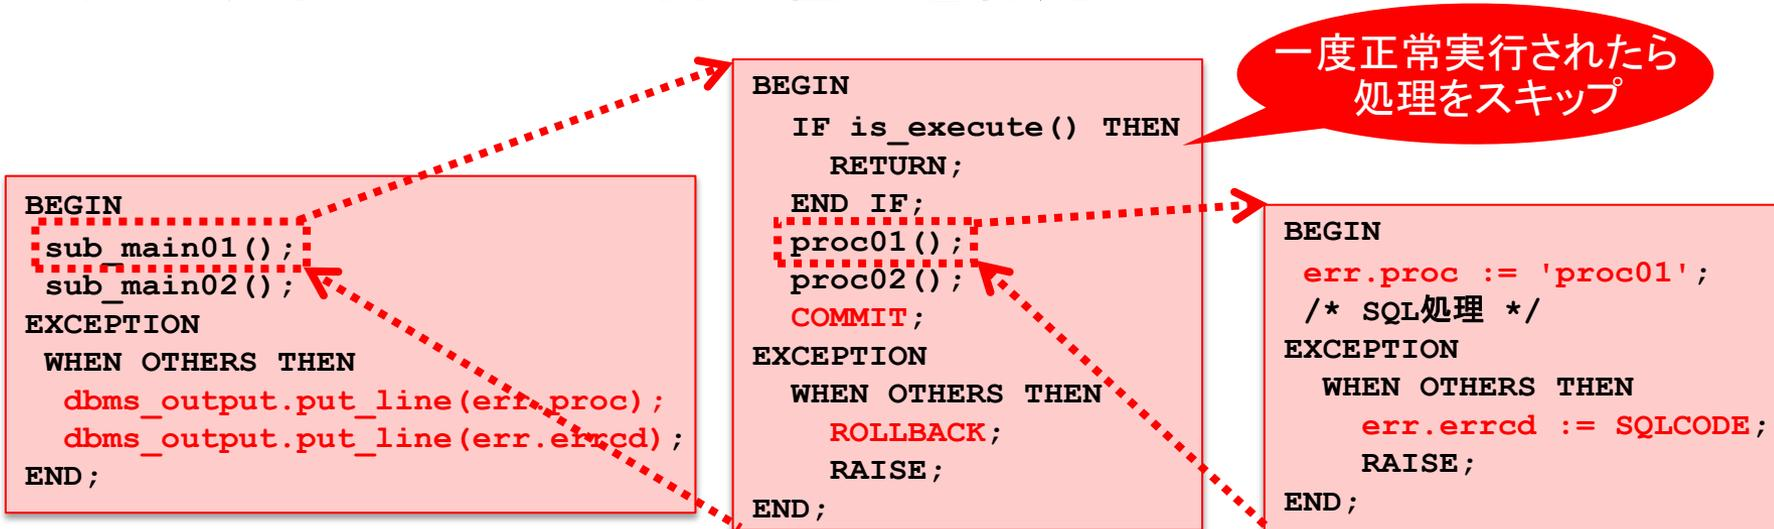 一度正常実行されたら
処理をスキップ
BEGIN
sub_main01();
sub_main02();
EXCEPTION
WHEN OTHERS THEN
dbms_output.put_line(err.proc);
dbms_output.put_line(err.errcd);
END;
BEGIN
IF is_execute() THEN
RETURN;
END IF;
proc01();
proc02();
COMMIT;
EXCEPTION
WHEN OTHERS THEN
ROLLBACK;
RAISE;
END;
BEGIN
err.proc := 'proc01';
/* SQL処理 */
EXCEPTION
WHEN OTHERS THEN
err.errcd := SQLCODE;
RAISE;
END;